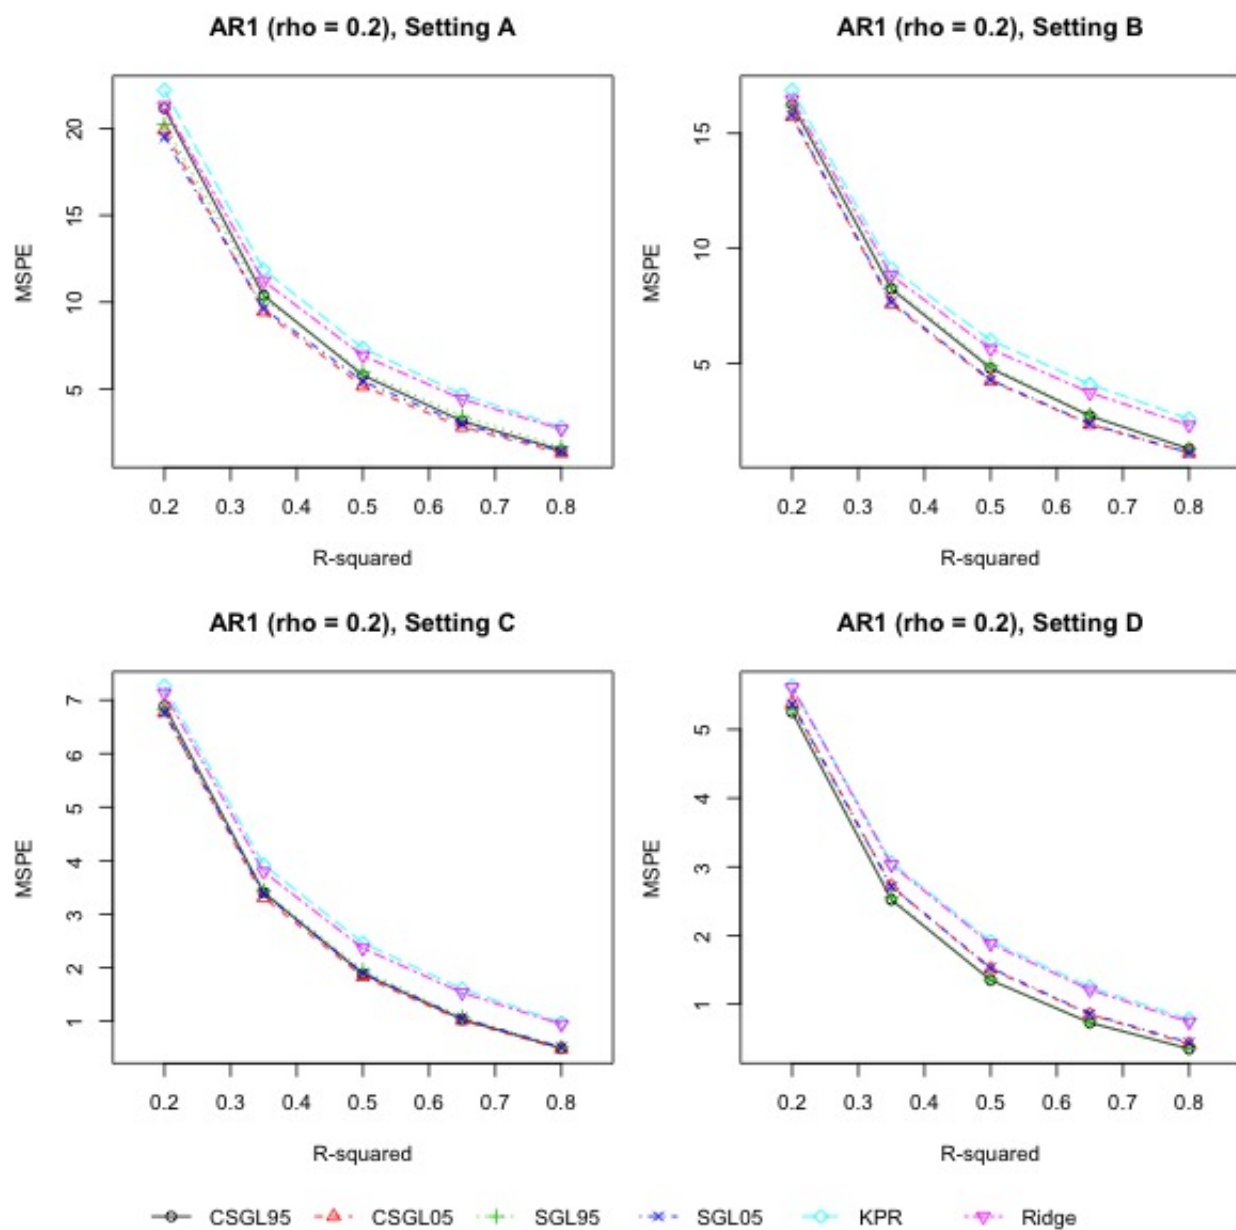 AR1 (rho = 0.2), Setting A
MSPE
20
15
10
5
0.2 0.3 0.4 0.5 0.6 0.7 0.8
R-squared
AR1 (rho = 0.2), Setting B
MSPE
15
10
5
0.2 0.3 0.4 0.5 0.6 0.7 0.8
R-squared
AR1 (rho = 0.2), Setting C
MSPE
7
6
5
4
3
2
1
0.2 0.3 0.4 0.5 0.6 0.7 0.8
R-squared
AR1 (rho = 0.2), Setting D
MSPE
5
4
3
2
1
0.2 0.3 0.4 0.5 0.6 0.7 0.8
R-squared
CSGL95 CSGL05 SGL95 SGL05 KPR Ridge